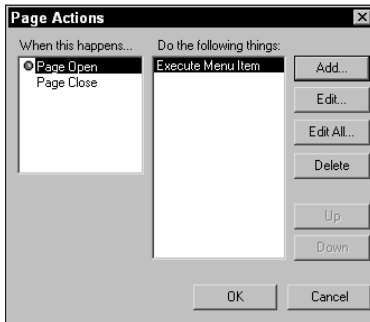 Page Actions
When this happens... Do the following things:
Page Open Execute Menu Item Add...
Page Close
Edit...
Edit All...
Delete
Up
Down
OK Cancel